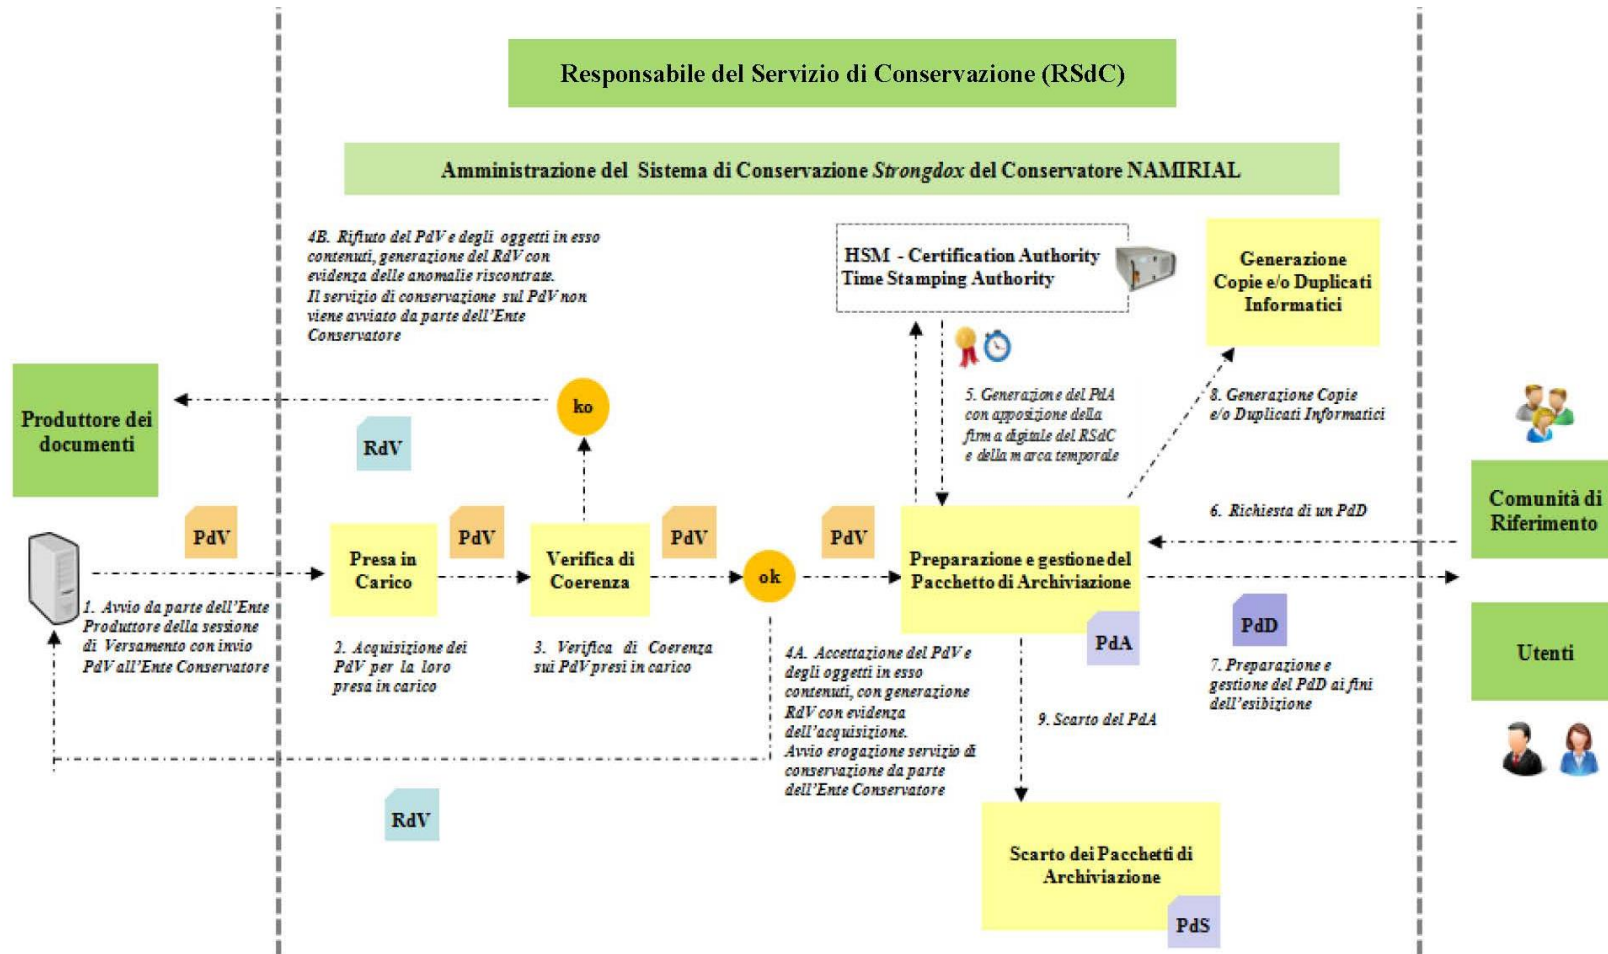 Responsabile del Servizio di Conservazione (RSdC)
Amministrazione del Sistema di Conservazione Strongdox del Conservatore NAMIRIAL
4B. Rifiuto del PdV e degli oggetti in esso
contenuti, generazione del RdV con
evidenza delle anomalie riscontrate.
Il servizio di conservazione sul PdV non
viene avviato da parte dell'Ente
Conservatore
HSM - Certification Authority
Time Stamping Authority
Generazione
Copie e/o Duplicati
Informatici
Produttore dei
documenti
ko
RdV
5. Generazione del PdA
con apposizione della
firma digitale del RSdC
e della marca temporale
8. Generazione Copie
e/o Duplicati Informatici
Comunità di
Riferimento
6. Richiesta di un PdD
PdV
PdV
PdV
PdV
Presa in
Carico
Verifica di
Coerenza
ok
Preparazione e gestione del
Pacchetto di Archiviazione
PdA
PdD
Utenti
1. Avvio da parte dell'Ente
Produttore della sessione
di Versamento con invio
PdV all'Ente Conservatore
2. Acquisizione dei
PdV per la loro
presa in carico
3. Verifica di Coerenza
sui PdV presi in carico
4A. Accettazione del PdV e
degli oggetti in esso
contenuti, con generazione
RdV con evidenza
dell'acquisizione.
Avvio erogazione servizio di
conservazione da parte
dell'Ente Conservatore
7. Preparazione e
gestione del PdD ai fini
dell'esibizione
9. Scarto del PdA
RdV
Scarto dei Pacchetti di
Archiviazione
PdS